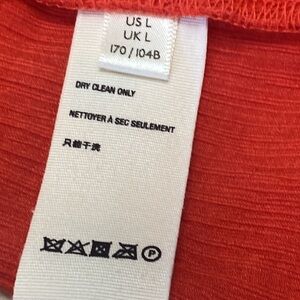 US L
UK L
170 / 104B
DRY CLEAN ONLY
NETTOYER À SEC SEULEMENT
只能干洗
P